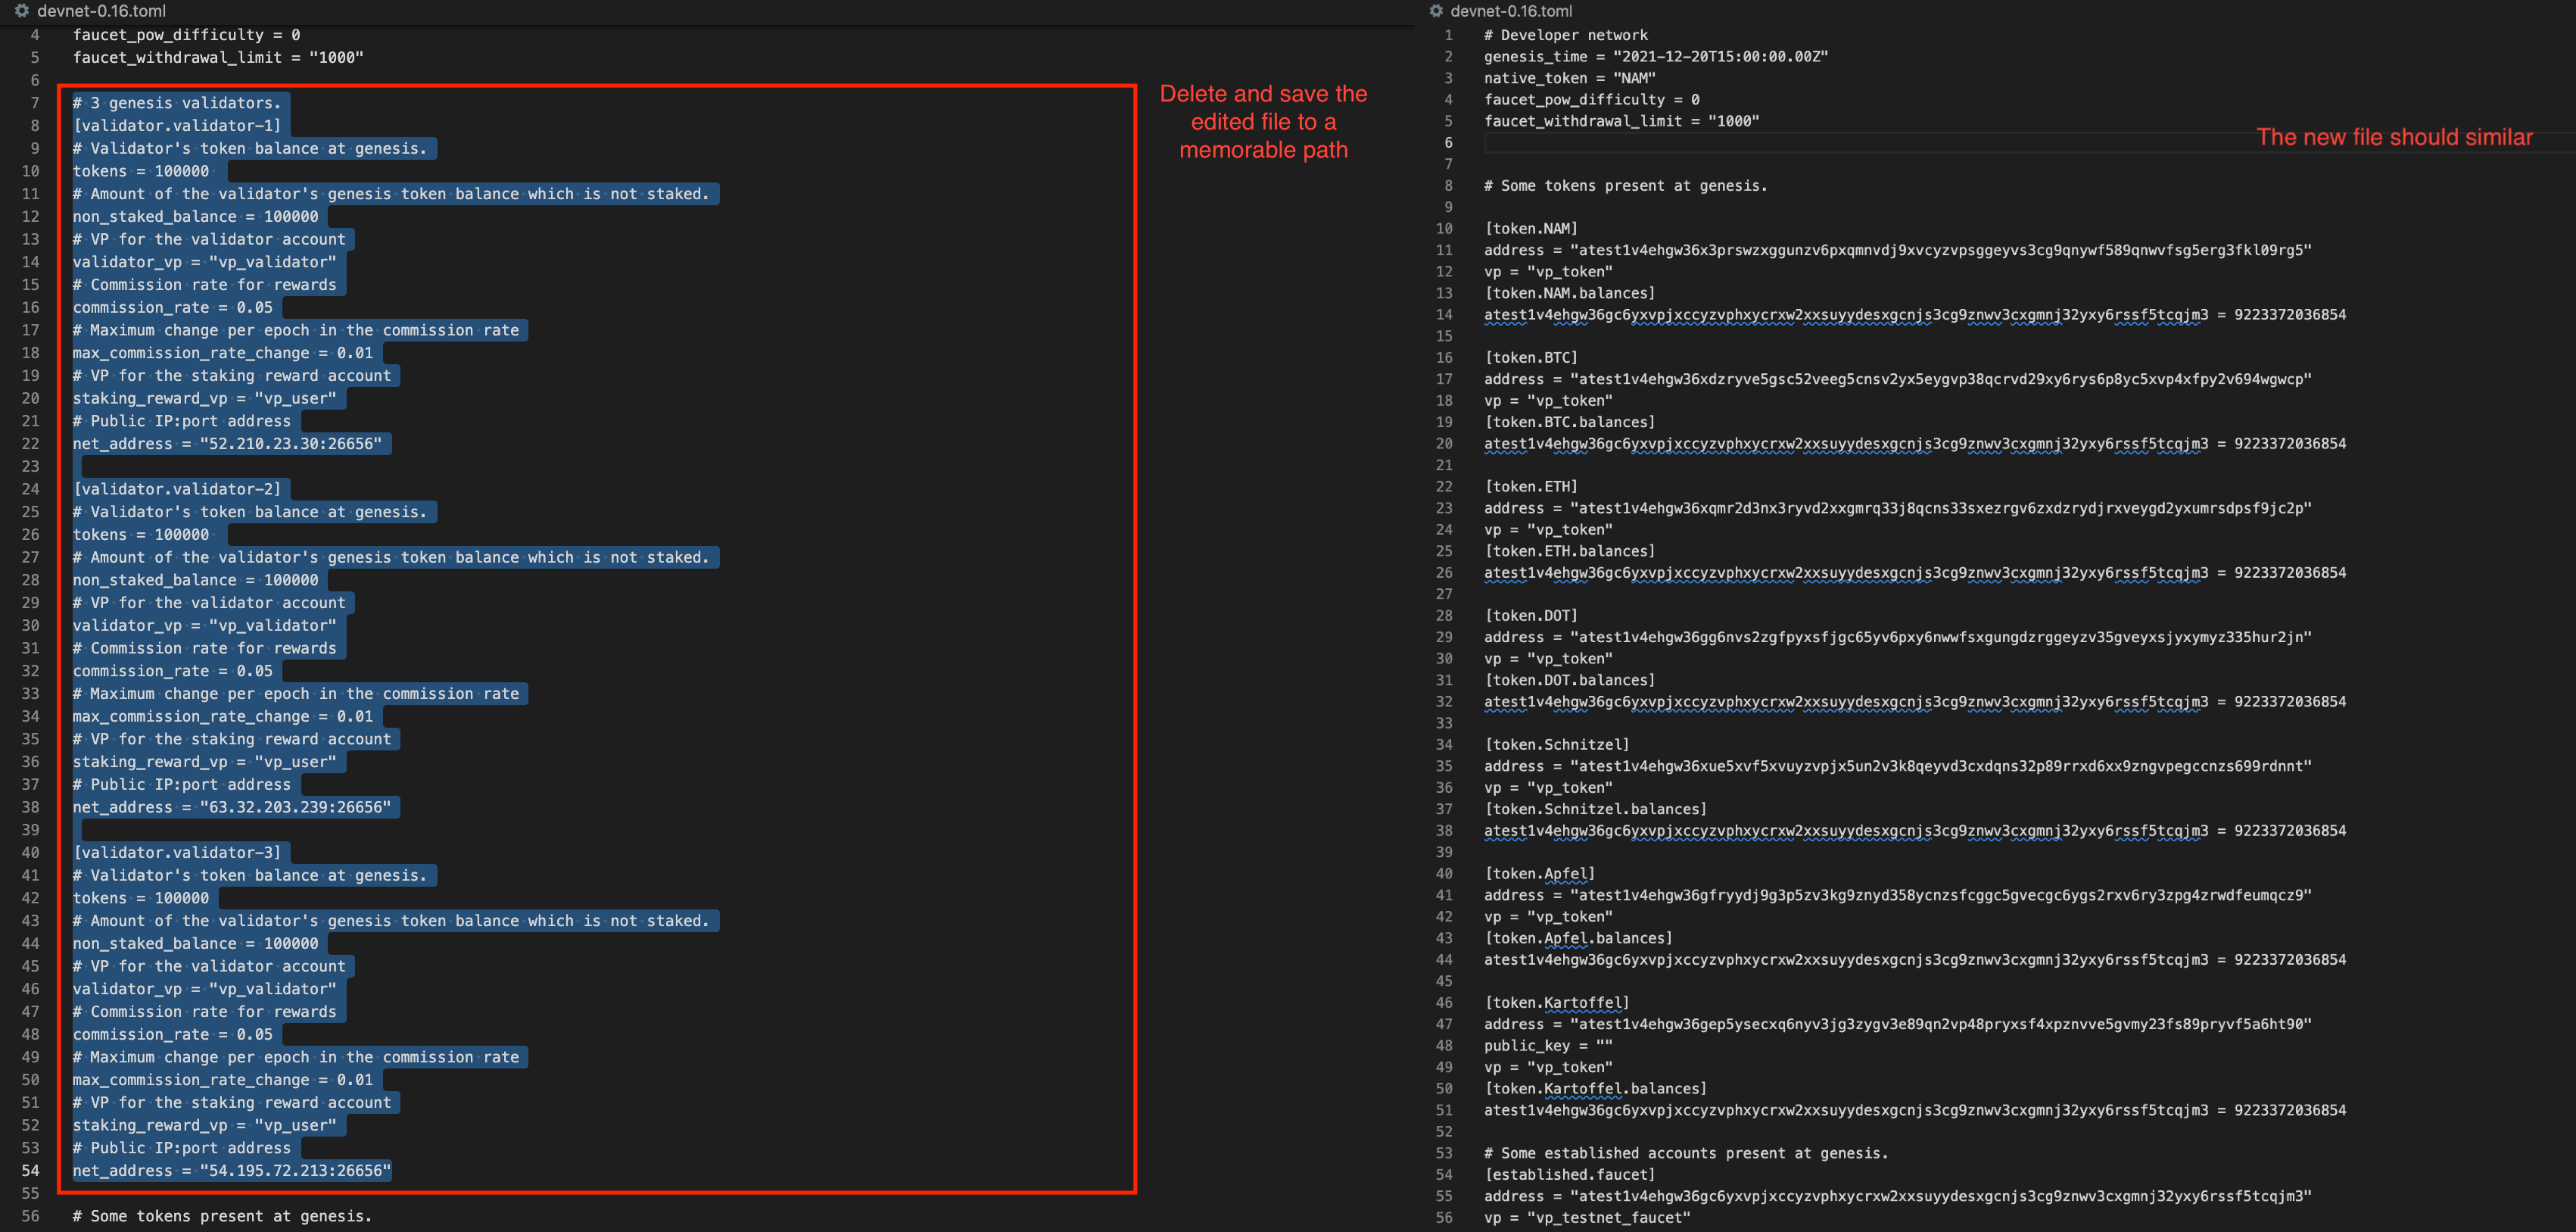 devnet-0.16.toml
4 faucet_pow_difficulty = 0
5 faucet_withdrawal_limit = "1000"
6
7 # 3 genesis validators.
8 [validator.validator-1]
9 # Validator's token balance at genesis.
10 tokens = 100000
11 # Amount of the validator's genesis token balance which is not staked.
12 non_staked_balance = 100000
13 # VP for the validator account
14 validator_vp = "vp_validator"
15 # Commission rate for rewards
16 commission_rate = 0.05
17 # Maximum change per epoch in the commission rate
18 max_commission_rate_change = 0.01
19 # VP for the staking reward account
20 staking_reward_vp = "vp_user"
21 # Public IP:port address
22 net_address = "52.210.23.30:26656"
23
24 [validator.validator-2]
25 # Validator's token balance at genesis.
26 tokens = 100000
27 # Amount of the validator's genesis token balance which is not staked.
28 non_staked_balance = 100000
29 # VP for the validator account
30 validator_vp = "vp_validator"
31 # Commission rate for rewards
32 commission_rate = 0.05
33 # Maximum change per epoch in the commission rate
34 max_commission_rate_change = 0.01
35 # VP for the staking reward account
36 staking_reward_vp = "vp_user"
37 # Public IP:port address
38 net_address = "63.32.203.239:26656"
39
40 [validator.validator-3]
41 # Validator's token balance at genesis.
42 tokens = 100000
43 # Amount of the validator's genesis token balance which is not staked.
44 non_staked_balance = 100000
45 # VP for the validator account
46 validator_vp = "vp_validator"
47 # Commission rate for rewards
48 commission_rate = 0.05
49 # Maximum change per epoch in the commission rate
50 max_commission_rate_change = 0.01
51 # VP for the staking reward account
52 staking_reward_vp = "vp_user"
53 # Public IP:port address
54 net_address = "54.195.72.213:26656"
55
56 # Some tokens present at genesis.
Delete and save the
edited file to a
memorable path
devnet-0.16.toml
1 # Developer network
2 genesis_time = "2021-12-20T15:00:00.00Z"
3 native_token = "NAM"
4 faucet_pow_difficulty = 0
5 faucet_withdrawal_limit = "1000"
6
The new file should similar
7
8 # Some tokens present at genesis.
9
10 [token.NAM]
11 address = "atest1v4ehgw36x3prswzxggunzv6pxqmnvdj9xvcyzvpsggeyvs3cg9qnywf589qnwvfsg5erg3fkl09rg5"
12 vp = "vp_token"
13 [token.NAM.balances]
14 atest1v4ehgw36gc6yxvpjxccyzvphxycrxw2xxsuyydesxgcnjs3cg9znwv3cxgmnj32yxy6rssf5tcqjm3 = 9223372036854
15
16 [token.BTC]
17 address = "atest1v4ehgw36xdzryve5gsc52veeg5cnsv2yx5eygvp38qcrvd29xy6rys6p8yc5xvp4xfpy2v694wgwcp"
18 vp = "vp_token"
19 [token.BTC.balances]
20 atest1v4ehgw36gc6yxvpjxccyzvphxycrxw2xxsuyydesxgcnjs3cg9znwv3cxgmnj32yxy6rssf5tcqjm3 = 9223372036854
21
22 [token.ETH]
23 address = "atest1v4ehgw36xqmr2d3nx3ryvd2xxgmrq33j8qcns33sxezrgv6zxdzrydjrxveygd2yxumrsdpsf9jc2p"
24 vp = "vp_token"
25 [token.ETH.balances]
26 atest1v4ehgw36gc6yxvpjxccyzvphxycrxw2xxsuyydesxgcnjs3cg9znwv3cxgmnj32yxy6rssf5tcqjm3 = 9223372036854
27
28 [token.DOT]
29 address = "atest1v4ehgw36gg6nvs2zgfpyxsfjgc65yv6pxy6nwwfsxgungdzrggeyzv35gveyxsjyxymyz335hur2jn"
30 vp = "vp_token"
31 [token.DOT.balances]
32 atest1v4ehgw36gc6yxvpjxccyzvphxycrxw2xxsuyydesxgcnjs3cg9znwv3cxgmnj32yxy6rssf5tcqjm3 = 9223372036854
33
34 [token.Schnitzel]
35 address = "atest1v4ehgw36xue5xvf5xvuyzvpjx5un2v3k8qeyvd3cxdqns32p89rrxd6xx9zngvpegccnzs699rdnnt"
36 vp = "vp_token"
37 [token.Schnitzel.balances]
38 atest1v4ehgw36gc6yxvpjxccyzvphxycrxw2xxsuyydesxgcnjs3cg9znwv3cxgmnj32yxy6rssf5tcqjm3 = 9223372036854
39
40 [token.Apfel]
41 address = "atest1v4ehgw36gfryydj9g3p5zv3kg9znyd358ycnzsfcggc5gvecgc6ygs2rxv6ry3zpg4zrwdfeumqcz9"
42 vp = "vp_token"
43 [token.Apfel.balances]
44 atest1v4ehgw36gc6yxvpjxccyzvphxycrxw2xxsuyydesxgcnjs3cg9znwv3cxgmnj32yxy6rssf5tcqjm3 = 9223372036854
45
46 [token.Kartoffel]
47 address = "atest1v4ehgw36gep5ysecxq6nyv3jg3zygv3e89qn2vp48pryxsf4xpznvve5gvmy23fs89pryvf5a6ht90"
48 public_key = ""
49 vp = "vp_token"
50 [token.Kartoffel.balances]
51 atest1v4ehgw36gc6yxvpjxccyzvphxycrxw2xxsuyydesxgcnjs3cg9znwv3cxgmnj32yxy6rssf5tcqjm3 = 9223372036854
52
53 # Some established accounts present at genesis.
54 [established.faucet]
55 address = "atest1v4ehgw36gc6yxvpjxccyzvphxycrxw2xxsuyydesxgcnjs3cg9znwv3cxgmnj32yxy6rssf5tcqjm3"
56 vp = "vp_testnet_faucet"